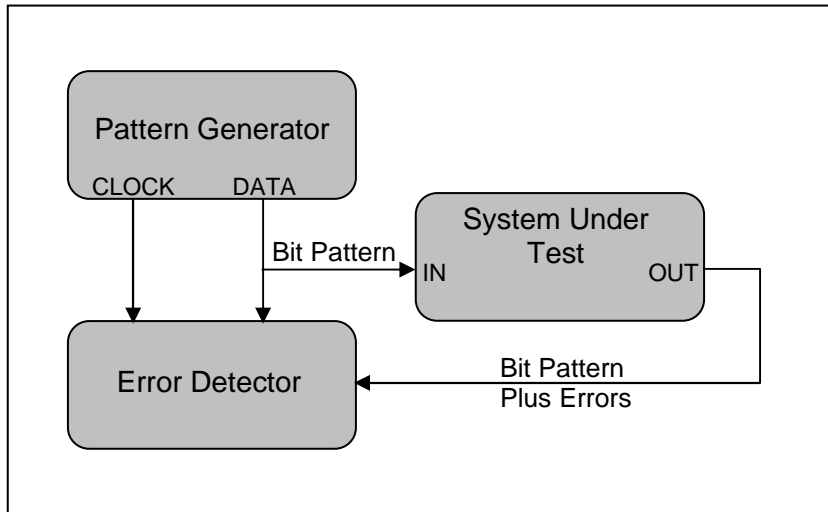 Pattern Generator
CLOCK
DATA
System Under
Test
Bit Pattern
IN
OUT
Error Detector
Bit Pattern
Plus Errors